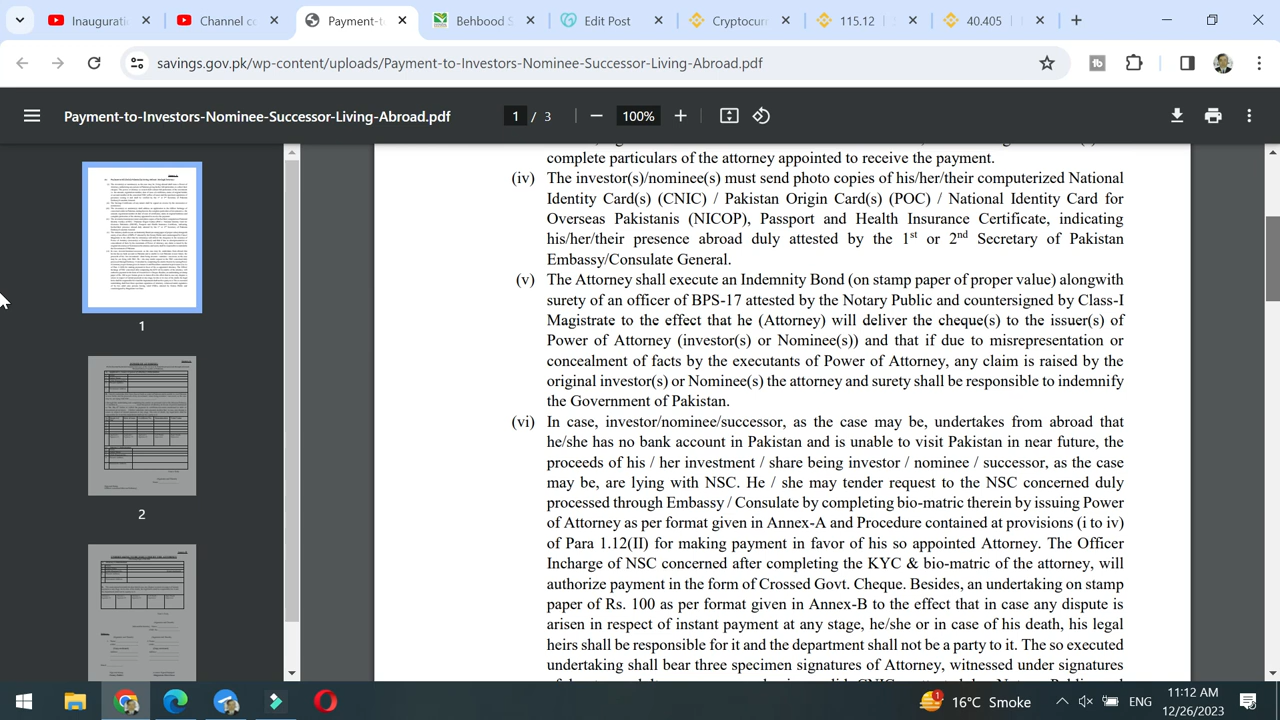 Inaugurati
Channel co
Payment-to
Behbood S
Edit Post
Cryptocurr
115.12
40.405
savings.gov.pk/wp-content/uploads/Payment-to-Investors-Nominee-Successor-Living-Abroad.pdf
Payment-to-Investors-Nominee-Successor-Living-Abroad.pdf
1 / 3
100%
complete particulars of the attorney appointed to receive the payment.
(iv) The investor(s)/nominee(s) must send photo copies of his/her/their computerized National
Identity Card(s) (CNIC) / Pakistan Origin Card(s) (POC) / National Identity Card for
Overseas Pakistanis (NICOP), Passport and Health Insurance Certificate, indicating
his/her/their presence abroad duly attested by the 1st or 2nd Secretary of Pakistan
Embassy/Consulate General.
(v) The Attorney shall execute an Indemnity Bond (on stamp paper of proper value) alongwith
surety of an officer of BPS-17 attested by the Notary Public and countersigned by Class-I
Magistrate to the effect that he (Attorney) will deliver the cheque(s) to the issuer(s) of
Power of Attorney (investor(s) or Nominee(s)) and that if due to misrepresentation or
concealment of facts by the executants of Power of Attorney, any claim is raised by the
original investor(s) or Nominee(s) the attorney and surety shall be responsible to indemnify
the Government of Pakistan.
(vi) In case, investor/nominee/successor, as the case may be, undertakes from abroad that
he/she has no bank account in Pakistan and is unable to visit Pakistan in near future, the
proceeds of his / her investment / share being investor / nominee / successor, as the case
may be, are lying with NSC. He / she may tender request to the NSC concerned duly
processed through Embassy / Consulate by completing bio-matric therein by issuing Power
of Attorney as per format given in Annex-A and Procedure contained at provisions (i to iv)
of Para 1.12(II) for making payment in favor of his so appointed Attorney. The Officer
Incharge of NSC concerned after completing the KYC & bio-matric of the attorney, will
authorize payment in the form of Crossed Govt. Cheque. Besides, an undertaking on stamp
paper of Rs. 100 as per format given in Annex-B to the effect that in case any dispute is
arisen in respect of instant payment at any stage, he/she or in case of his death, his legal
heirs shall be responsible for it and the department shall not be a party to it. The so executed
undertaking shall bear three specimen signatures of Attorney, witnessed under signatures
1
2
16°C Smoke
ENG
11:12 AM
12/26/2023